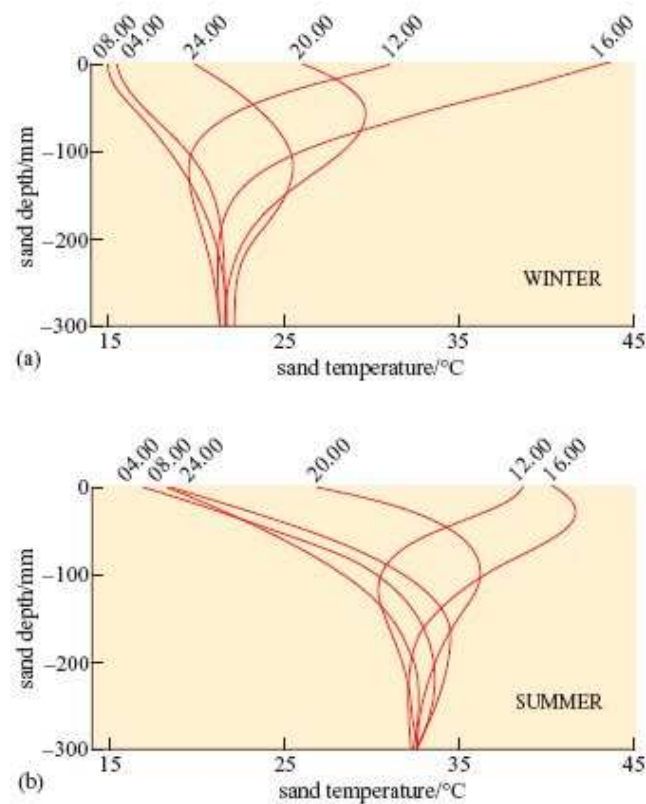 08.00 04.00 24.00 20.00 12.00 16.00
0
−100
−200
−300
sand depth/mm
WINTER
15 25 35 45
(a)
sand temperature/°C
04.00 08.00 24.00 20.00 12.00 16.00
0
−100
−200
−300
sand depth/mm
SUMMER
15 25 35 45
(b)
sand temperature/°C